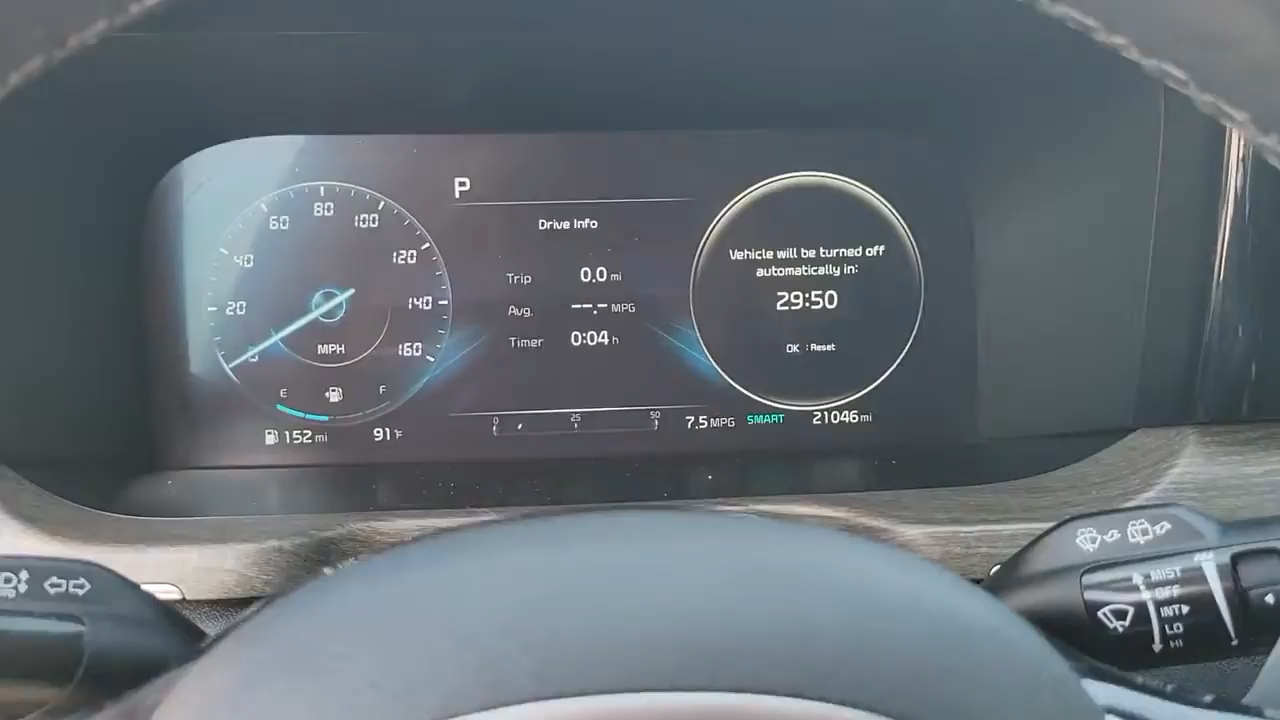 P
Drive Info
Trip 0.0 mi
Avg. --.- MPG
Timer 0:04 h
0 20 40 60 80 100 120 140 160
MPH
E F
152 mi
91°F
0 25 50
7.5 MPG
SMART
21046 mi
Vehicle will be turned off
automatically in:
29:50
OK : Reset
MIST
OFF
INT
LO
HI